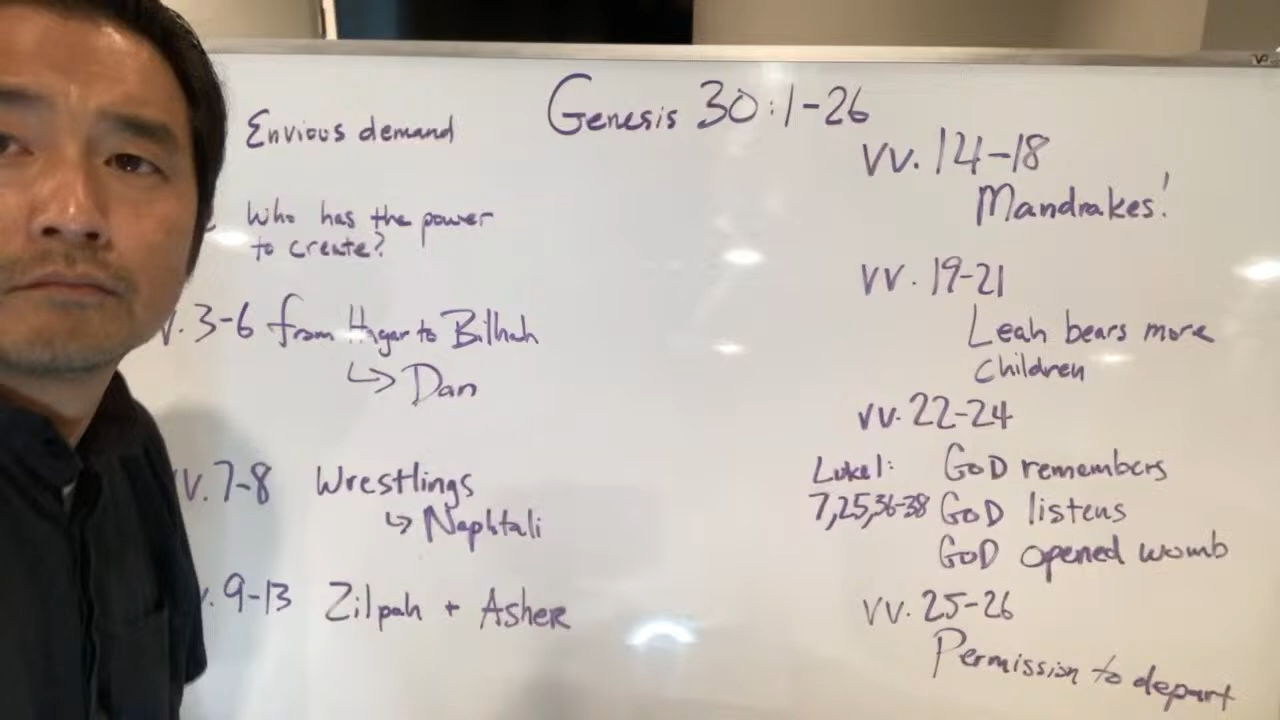 Genesis 30:1-26
Envious demand
Who has the power
to create?
v. 3-6 from Hagar to Bilhah
↳ Dan
vv. 7-8 Wrestlings
↳ Naphtali
v. 9-13 Zilpah + Asher
vv. 14-18
Mandrakes!
vv. 19-21
Leah bears more
children
vv. 22-24
Luke 1: GOD remembers
7,25,36-38 GOD listens
GOD opened womb
vv. 25-26
Permission to depart